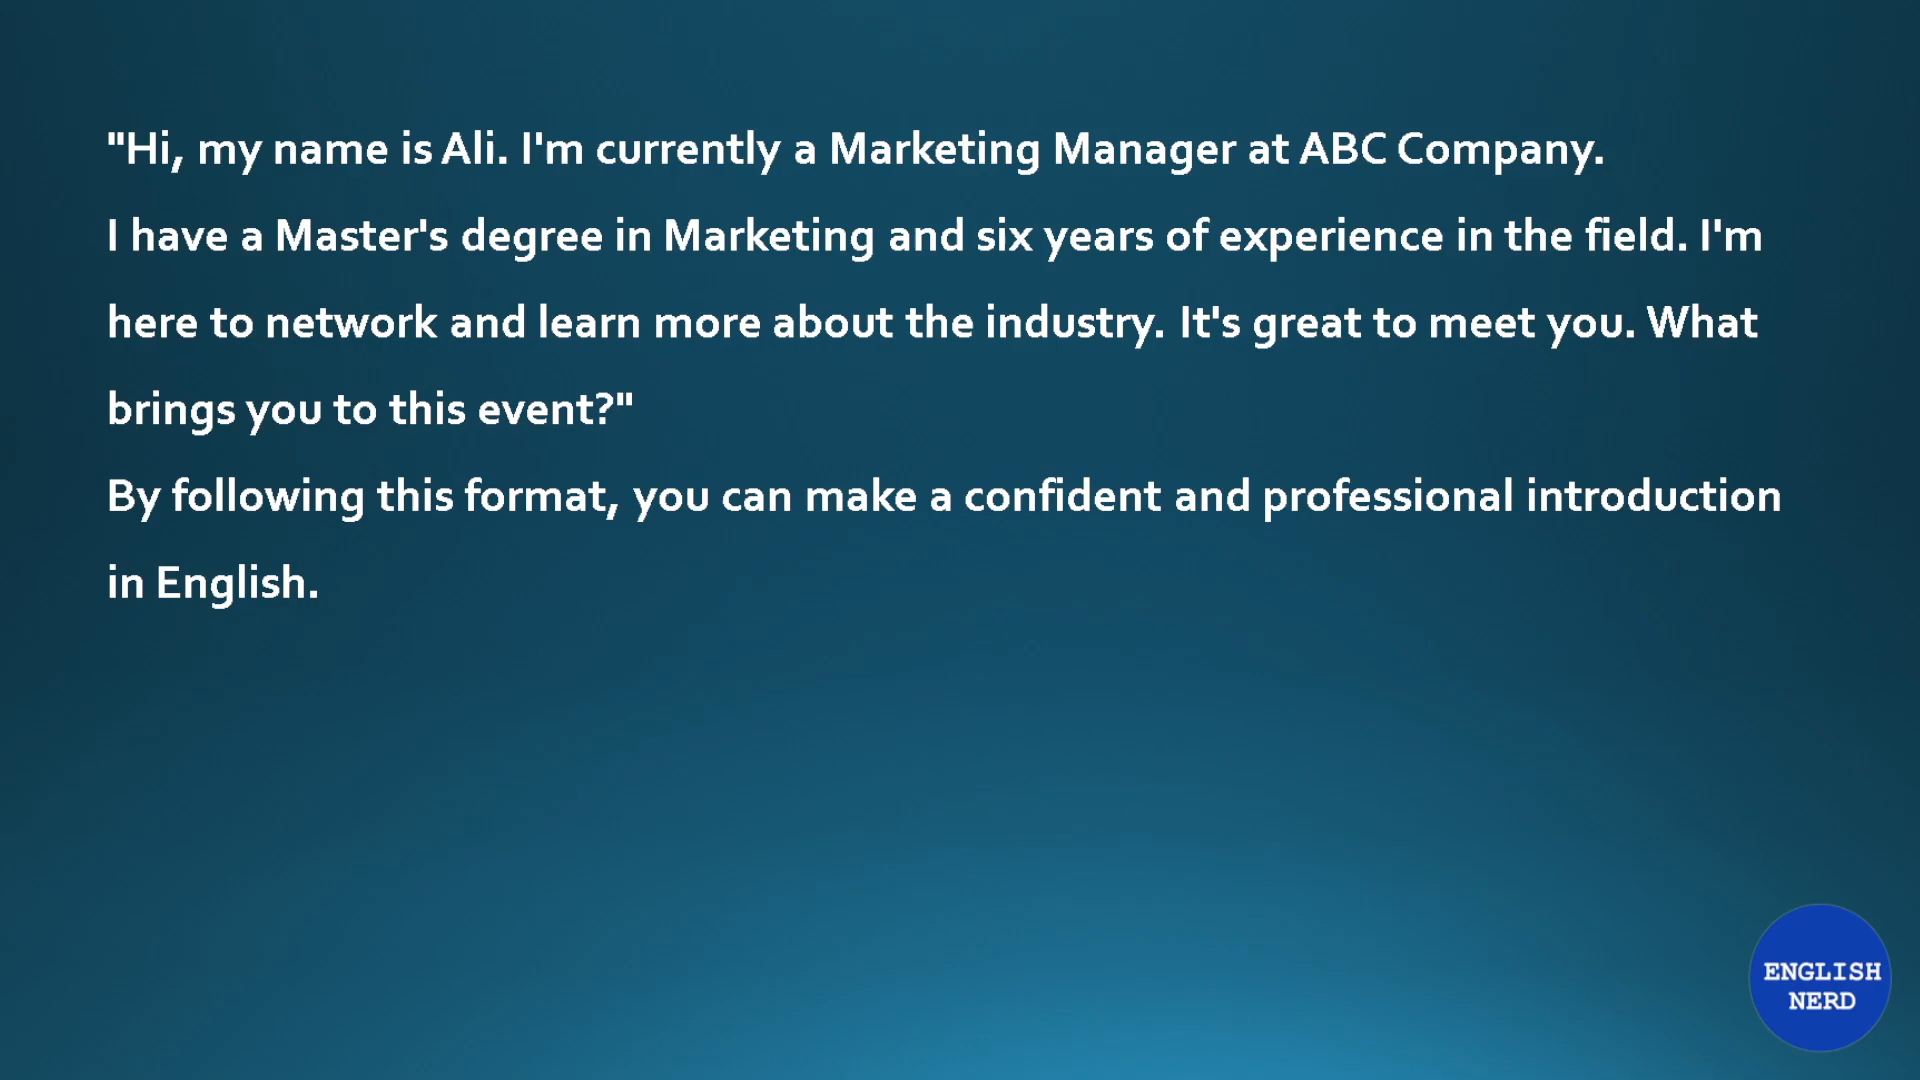 "Hi, my name is Ali. I'm currently a Marketing Manager at ABC Company.
I have a Master's degree in Marketing and six years of experience in the field. I'm
here to network and learn more about the industry. It's great to meet you. What
brings you to this event?"
By following this format, you can make a confident and professional introduction
in English.
ENGLISH
NERD